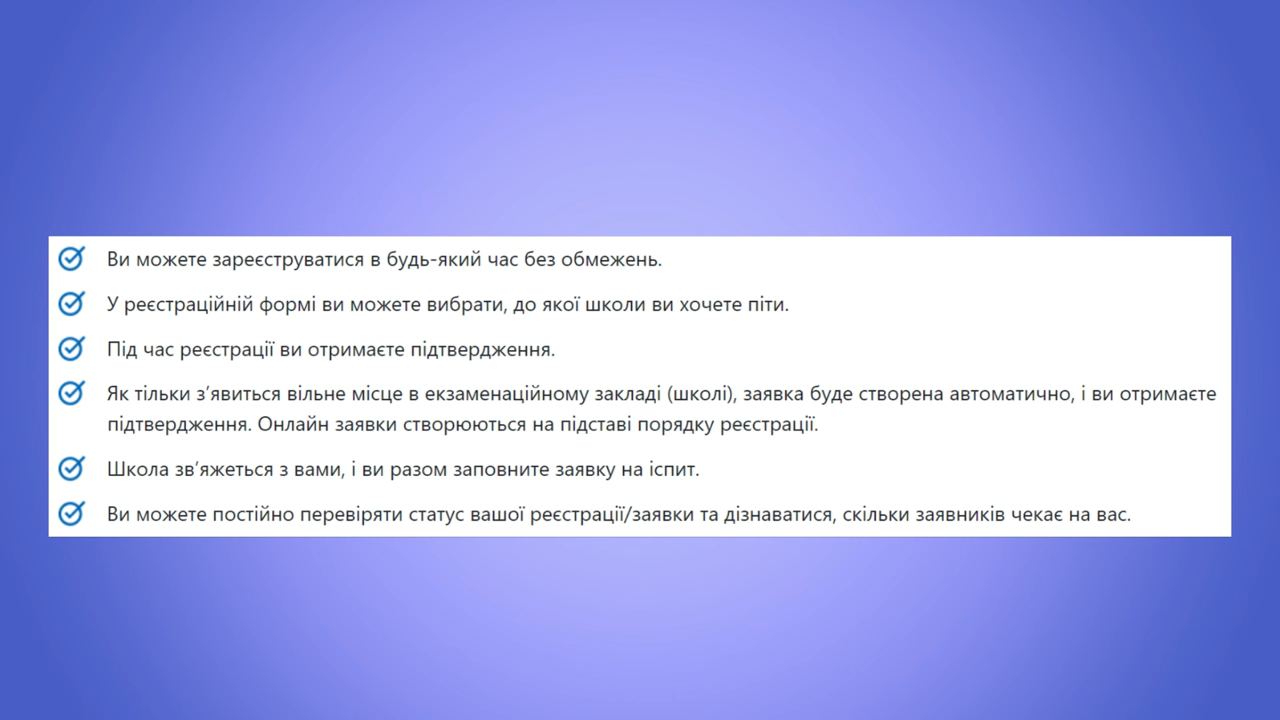 Ви можете зареєструватися в будь-який час без обмежень.
У реєстраційній формі ви можете вибрати, до якої школи ви хочете піти.
Під час реєстрації ви отримаєте підтвердження.
Як тільки з’явиться вільне місце в екзаменаційному закладі (школі), заявка буде створена автоматично, і ви отримаєте
підтвердження. Онлайн заявки створюються на підставі порядку реєстрації.
Школа зв’яжеться з вами, і ви разом заповните заявку на іспит.
Ви можете постійно перевіряти статус вашої реєстрації/заявки та дізнаватися, скільки заявників чекає на вас.